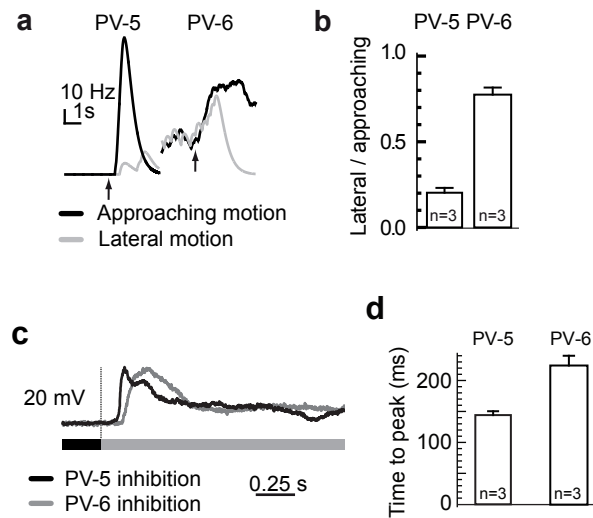 a
PV-5 PV-6
10 Hz
1s
Approaching motion
Lateral motion
b
PV-5 PV-6
Lateral / approaching
1.0
0.5
0.0
n=3 n=3
c
20 mV
PV-5 inhibition
PV-6 inhibition
0.25 s
d
PV-5 PV-6
Time to peak (ms)
200
100
0
n=3 n=3